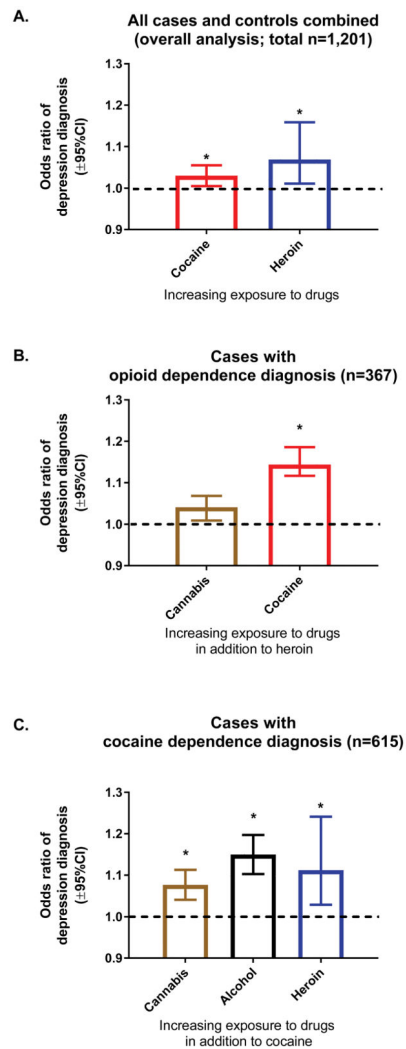 A.
All cases and controls combined
(overall analysis; total n=1,201)
Odds ratio of
depression diagnosis
(±95%CI)
1.3
1.2
1.1
1.0
0.9
*
*
Cocaine
Heroin
Increasing exposure to drugs
B.
Cases with
opioid dependence diagnosis (n=367)
Odds ratio of
depression diagnosis
(±95%CI)
1.3
1.2
1.1
1.0
0.9
*
Cannabis
Cocaine
Increasing exposure to drugs
in addition to heroin
C.
Cases with
cocaine dependence diagnosis (n=615)
Odds ratio of
depression diagnosis
(±95%CI)
1.3
1.2
1.1
1.0
0.9
*
*
*
Cannabis
Alcohol
Heroin
Increasing exposure to drugs
in addition to cocaine